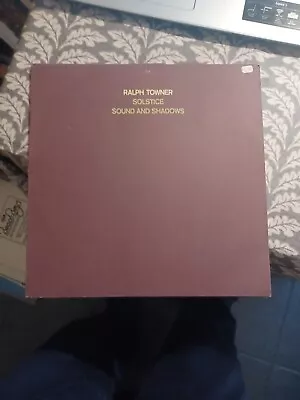 RALPH TOWNER
SOLSTICE
SOUND AND SHADOWS